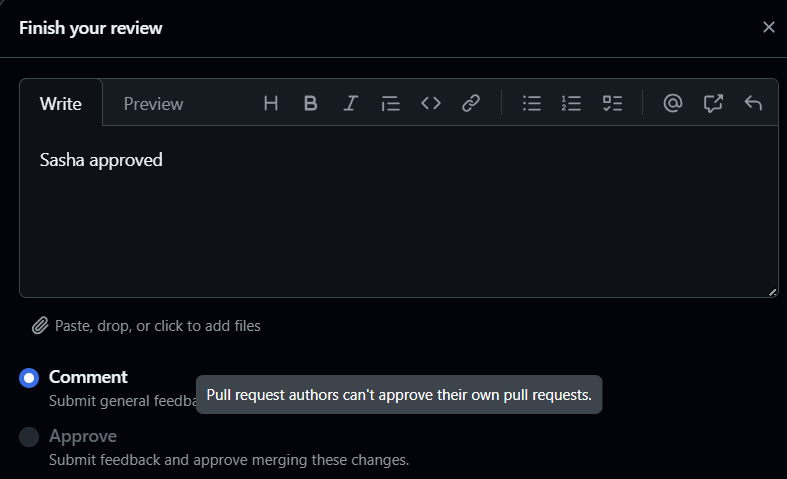 Finish your review
Write
Preview
Sasha approved
Paste, drop, or click to add files
Comment
Submit general feedba
Pull request authors can't approve their own pull requests.
Approve
Submit feedback and approve merging these changes.